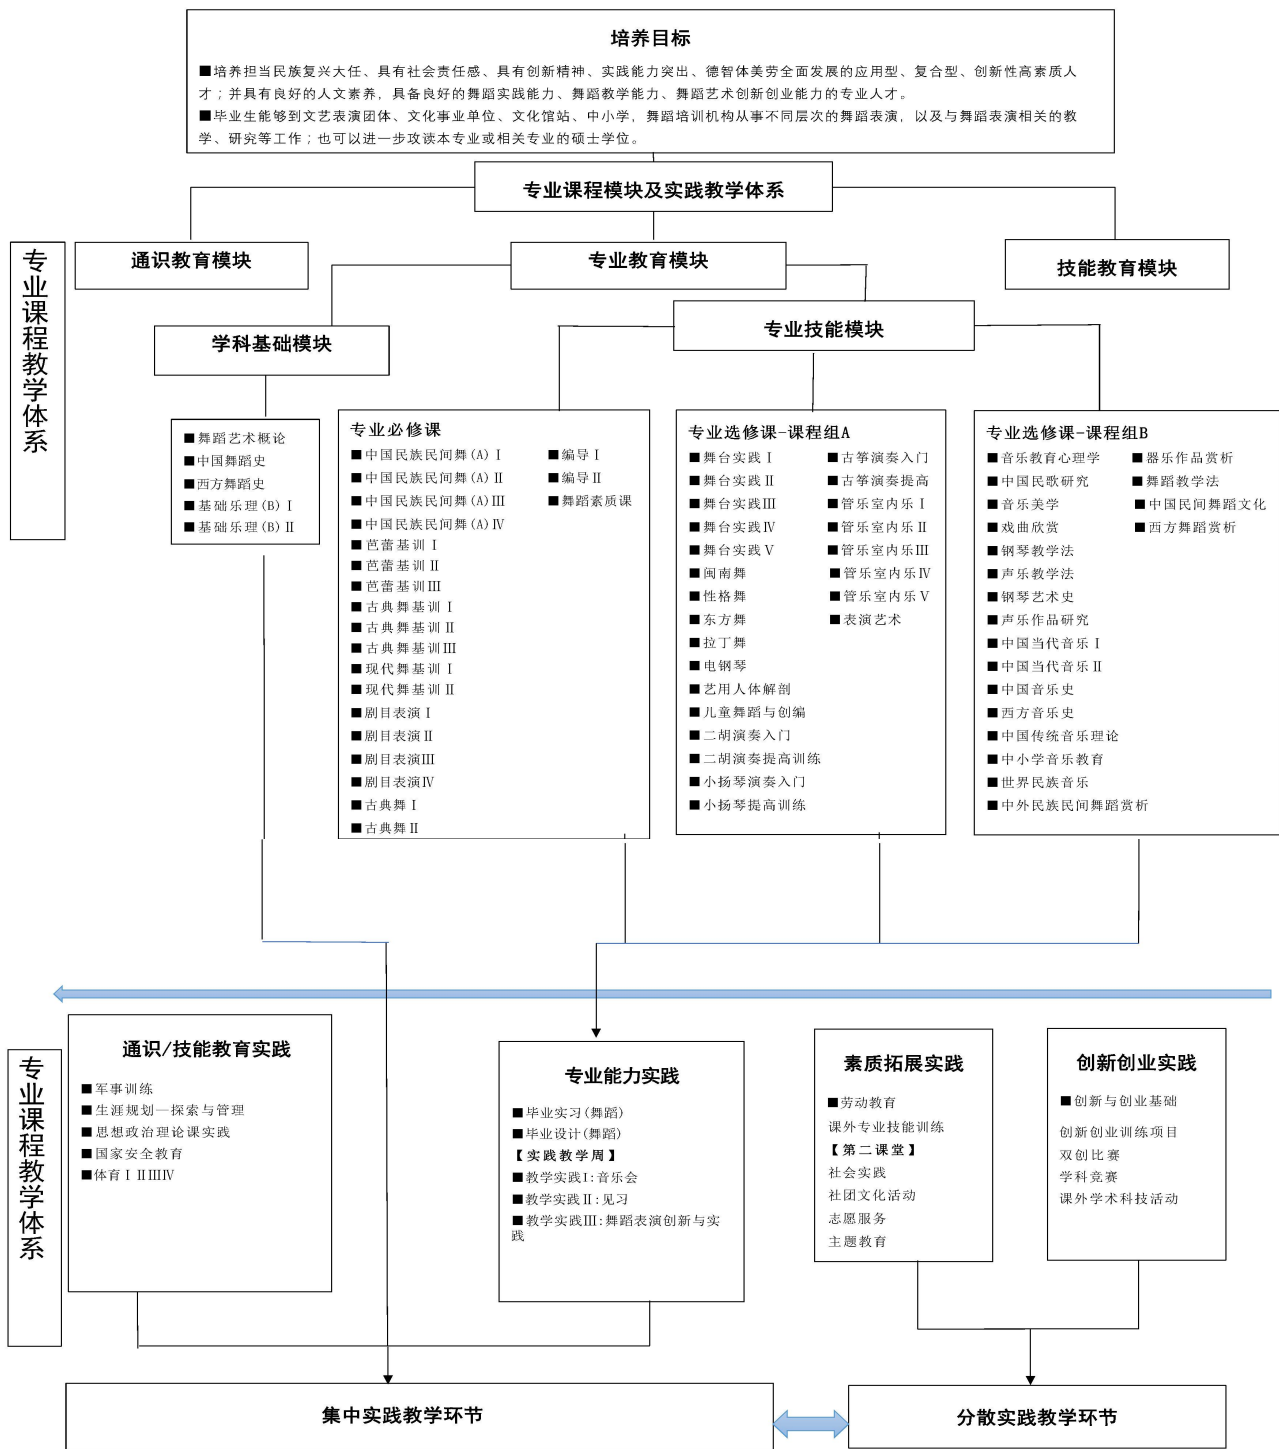 培养目标
■培养担当民族复兴大任、具有社会责任感、具有创新精神、实践能力突出、德智体美劳全面发展的应用型、复合型、创新性高素质人
才；并具有良好的人文素养，具备良好的舞蹈实践能力、舞蹈教学能力、舞蹈艺术创新创业能力的专业人才。
■毕业生能够到文艺表演团体、文化事业单位、文化馆站、中小学，舞蹈培训机构从事不同层次的舞蹈表演，以及与舞蹈表演相关的教
学、研究等工作；也可以进一步攻读本专业或相关专业的硕士学位。
专业课程模块及实践教学体系
专业课程教学体系
通识教育模块
专业教育模块
技能教育模块
学科基础模块
专业技能模块
■舞蹈艺术概论
■中国舞蹈史
■西方舞蹈史
■基础乐理(B)Ⅰ
■基础乐理(B)Ⅱ
专业必修课
■中国民族民间舞(A)Ⅰ
■中国民族民间舞(A)Ⅱ
■中国民族民间舞(A)Ⅲ
■中国民族民间舞(A)Ⅳ
■芭蕾基训Ⅰ
■芭蕾基训Ⅱ
■芭蕾基训Ⅲ
■古典舞基训Ⅰ
■古典舞基训Ⅱ
■古典舞基训Ⅲ
■现代舞基训Ⅰ
■现代舞基训Ⅱ
■剧目表演Ⅰ
■剧目表演Ⅱ
■剧目表演Ⅲ
■剧目表演Ⅳ
■古典舞Ⅰ
■古典舞Ⅱ
■编导Ⅰ
■编导Ⅱ
■舞蹈素质课
专业选修课-课程组A
■舞台实践Ⅰ
■舞台实践Ⅱ
■舞台实践Ⅲ
■舞台实践Ⅳ
■舞台实践Ⅴ
■闽南舞
■性格舞
■东方舞
■拉丁舞
■电钢琴
■艺用人体解剖
■儿童舞蹈与创编
■二胡演奏入门
■二胡演奏提高训练
■小扬琴演奏入门
■小扬琴提高训练
■古筝演奏入门
■古筝演奏提高
■管乐室内乐Ⅰ
■管乐室内乐Ⅱ
■管乐室内乐Ⅲ
■管乐室内乐Ⅳ
■管乐室内乐Ⅴ
■表演艺术
专业选修课-课程组B
■音乐教育心理学
■中国民歌研究
■音乐美学
■戏曲欣赏
■钢琴教学法
■声乐教学法
■钢琴艺术史
■声乐作品研究
■中国当代音乐Ⅰ
■中国当代音乐Ⅱ
■中国音乐史
■西方音乐史
■中国传统音乐理论
■中小学音乐教育
■世界民族音乐
■中外民族民间舞蹈赏析
■器乐作品赏析
■舞蹈教学法
■中国民间舞蹈文化
■西方舞蹈赏析
专业课程教学体系
通识/技能教育实践
■军事训练
■生涯规划—探索与管理
■思想政治理论课实践
■国家安全教育
■体育ⅠⅡⅢⅣ
专业能力实践
■毕业实习(舞蹈)
■毕业设计(舞蹈)
【实践教学周】
■教学实践Ⅰ:音乐会
■教学实践Ⅱ:见习
■教学实践Ⅲ:舞蹈表演创新与实
践
素质拓展实践
■劳动教育
课外专业技能训练
【第二课堂】
社会实践
社团文化活动
志愿服务
主题教育
创新创业实践
■创新与创业基础
创新创业训练项目
双创比赛
学科竞赛
课外学术科技活动
集中实践教学环节
分散实践教学环节